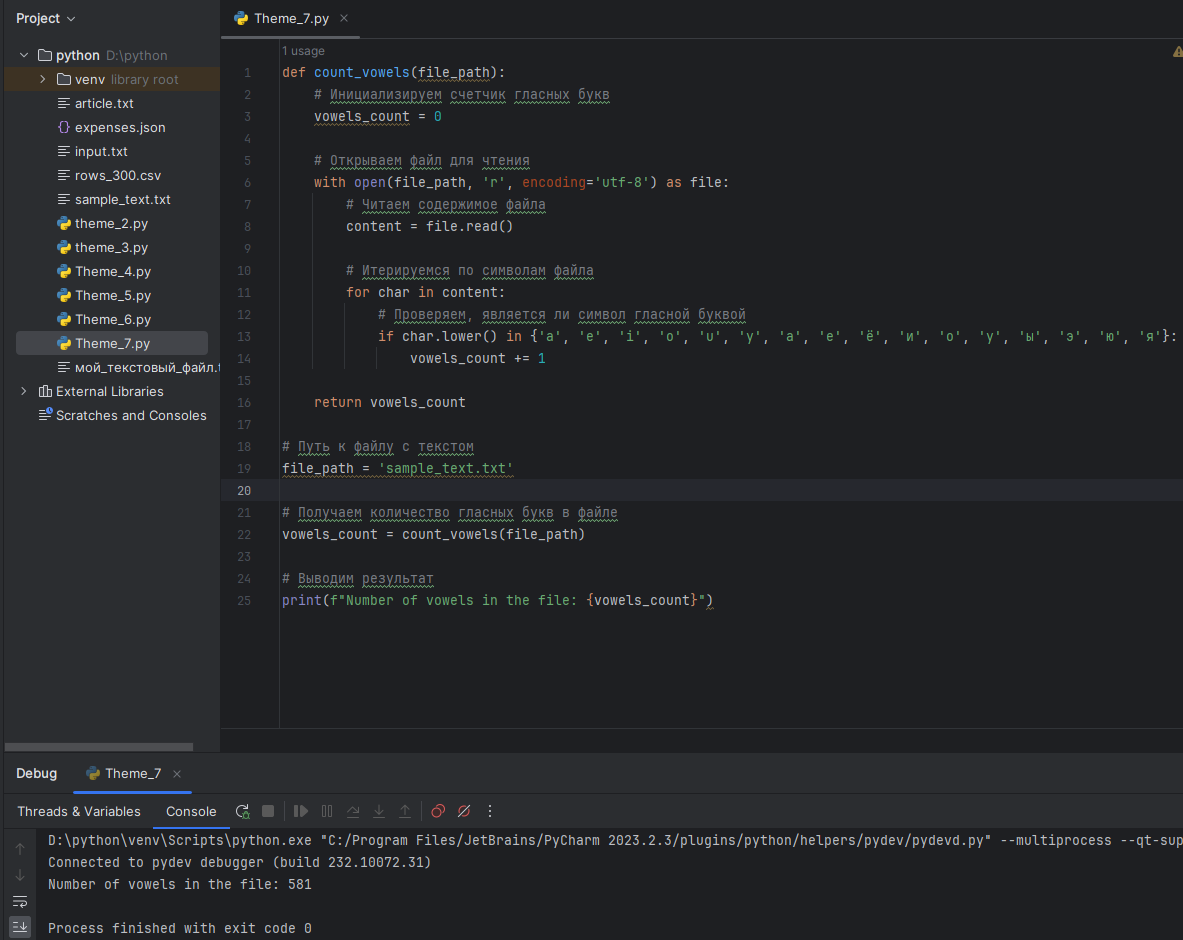 Project
python D:\python
venv library root
article.txt
expenses.json
input.txt
rows_300.csv
sample_text.txt
theme_2.py
theme_3.py
Theme_4.py
Theme_5.py
Theme_6.py
Theme_7.py
мой_текстовый_файл.
External Libraries
Scratches and Consoles
Theme_7.py
1 usage
1 def count_vowels(file_path):
2 # Инициализируем счетчик гласных букв
3 vowels_count = 0
4
5 # Открываем файл для чтения
6 with open(file_path, 'r', encoding='utf-8') as file:
7 # Читаем содержимое файла
8 content = file.read()
9
10 # Итерируемся по символам файла
11 for char in content:
12 # Проверяем, является ли символ гласной буквой
13 if char.lower() in {'a', 'e', 'i', 'o', 'u', 'y', 'а', 'е', 'ё', 'и', 'о', 'у', 'ы', 'э', 'ю', 'я'}:
14 vowels_count += 1
15
16 return vowels_count
17
18 # Путь к файлу с текстом
19 file_path = 'sample_text.txt'
20
21 # Получаем количество гласных букв в файле
22 vowels_count = count_vowels(file_path)
23
24 # Выводим результат
25 print(f"Number of vowels in the file: {vowels_count}")
Debug Theme_7
Threads & Variables Console
D:\python\venv\Scripts\python.exe "C:/Program Files/JetBrains/PyCharm 2023.2.3/plugins/python/helpers/pydev/pydevd.py" --multiprocess --qt-sup
Connected to pydev debugger (build 232.10072.31)
Number of vowels in the file: 581
Process finished with exit code 0